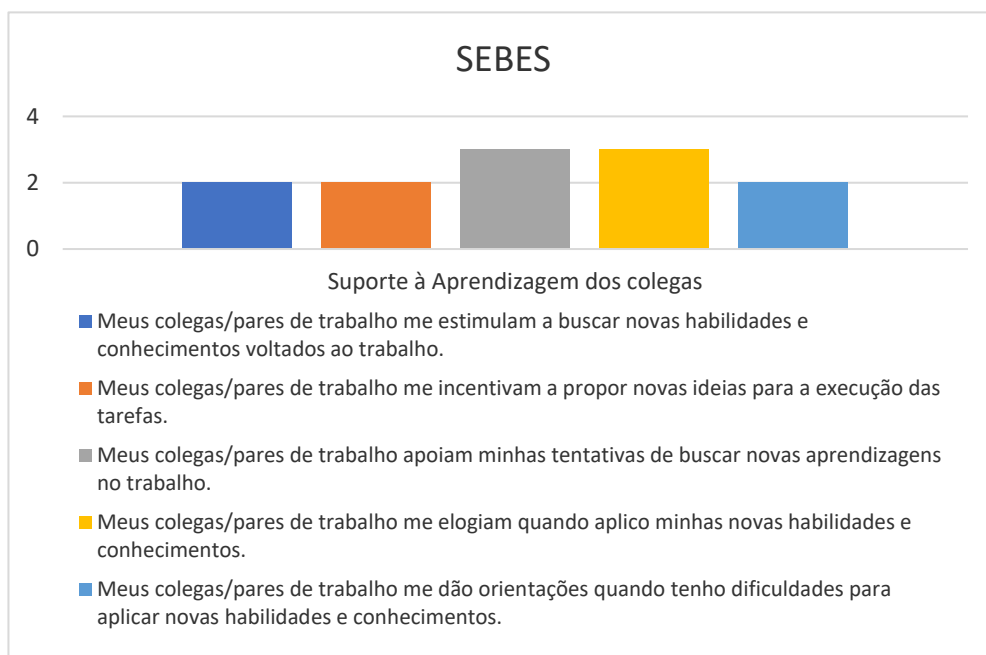 SEBES
4
2
0
Suporte à Aprendizagem dos colegas
Meus colegas/pares de trabalho me estimulam a buscar novas habilidades e
conhecimentos voltados ao trabalho.
Meus colegas/pares de trabalho me incentivam a propor novas ideias para a execução das
tarefas.
Meus colegas/pares de trabalho apoiam minhas tentativas de buscar novas aprendizagens
no trabalho.
Meus colegas/pares de trabalho me elogiam quando aplico minhas novas habilidades e
conhecimentos.
Meus colegas/pares de trabalho me dão orientações quando tenho dificuldades para
aplicar novas habilidades e conhecimentos.